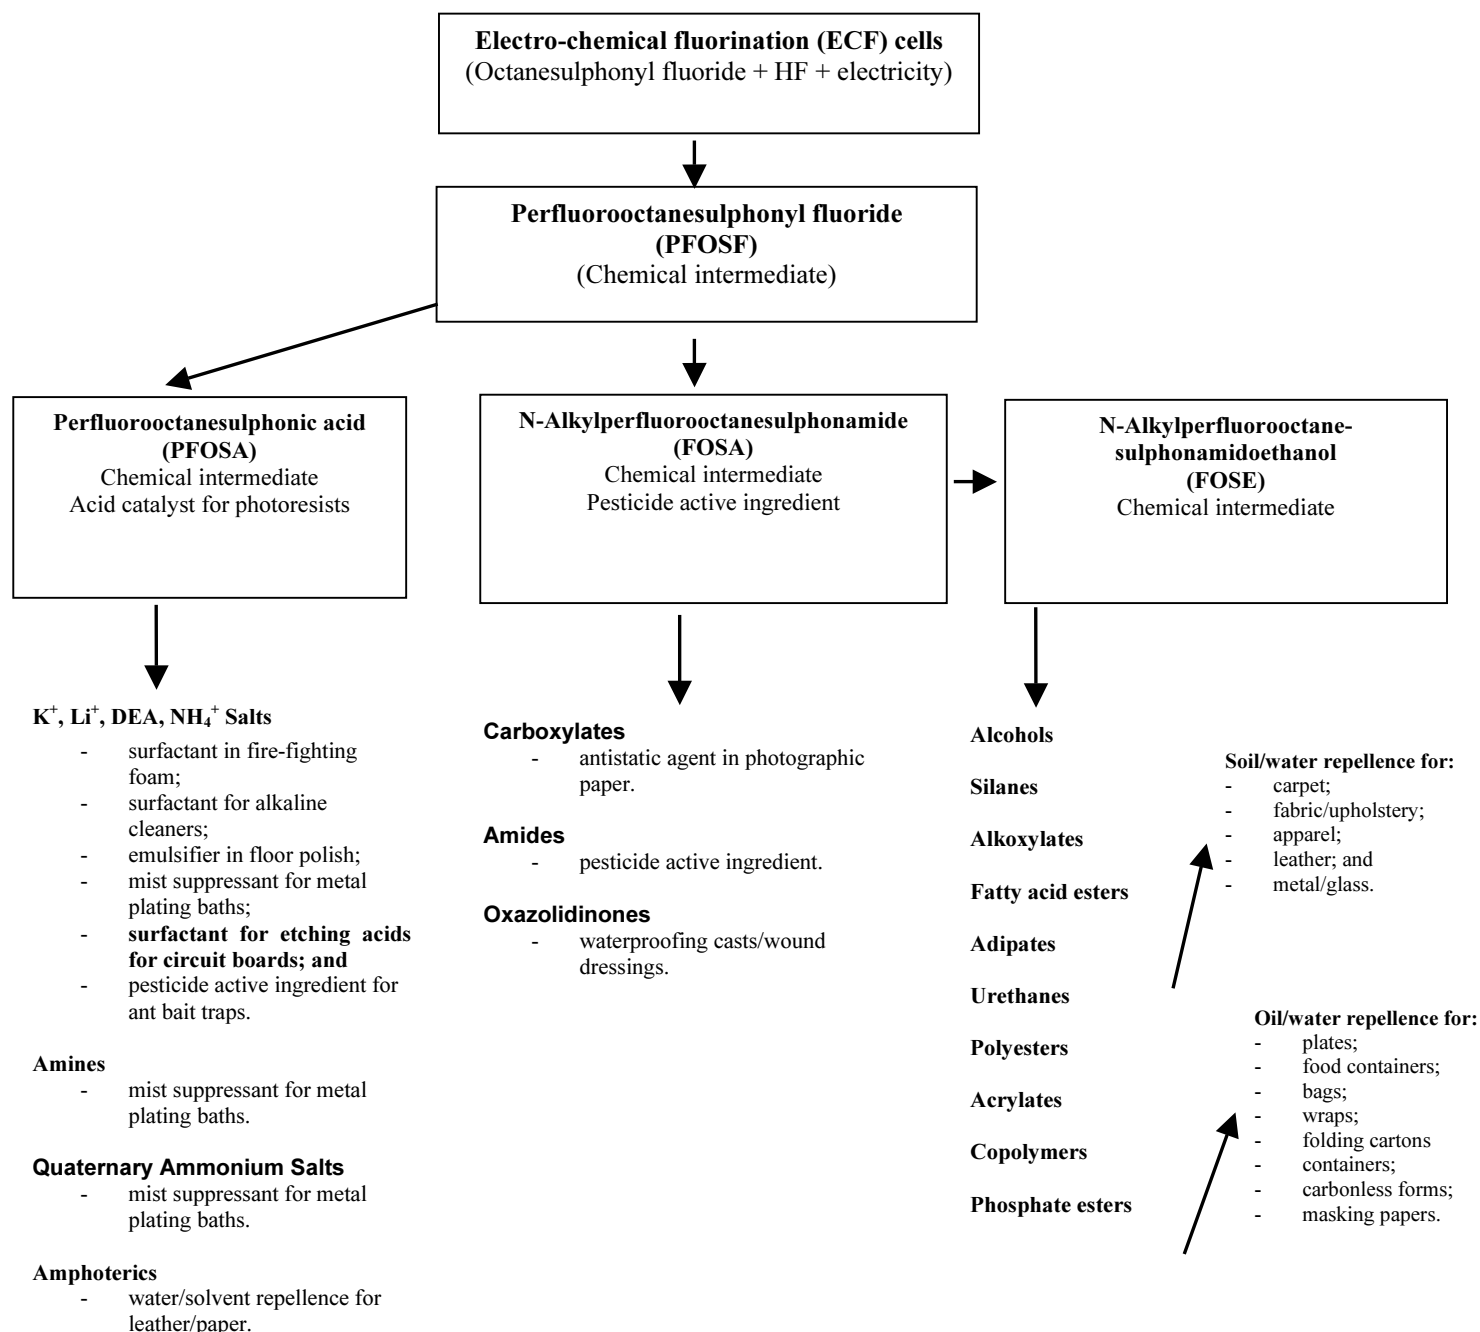 Electro-chemical fluorination (ECF) cells
(Octanesulphonyl fluoride + HF + electricity)
Perfluorooctanesulphonyl fluoride
(PFOSF)
(Chemical intermediate)
Perfluorooctanesulphonic acid
(PFOSA)
Chemical intermediate
Acid catalyst for photoresists
N-Alkylperfluorooctanesulphonamide
(FOSA)
Chemical intermediate
Pesticide active ingredient
N-Alkylperfluorooctane-
sulphonamidoethanol
(FOSE)
Chemical intermediate
K⁺, Li⁺, DEA, NH₄⁺ Salts
- surfactant in fire-fighting
foam;
- surfactant for alkaline
cleaners;
- emulsifier in floor polish;
- mist suppressant for metal
plating baths;
- surfactant for etching acids
for circuit boards; and
- pesticide active ingredient for
ant bait traps.
Amines
- mist suppressant for metal
plating baths.
Quaternary Ammonium Salts
- mist suppressant for metal
plating baths.
Amphoterics
- water/solvent repellence for
leather/paper.
Carboxylates
- antistatic agent in photographic
paper.
Amides
- pesticide active ingredient.
Oxazolidinones
- waterproofing casts/wound
dressings.
Alcohols
Silanes
Alkoxylates
Fatty acid esters
Adipates
Urethanes
Polyesters
Acrylates
Copolymers
Phosphate esters
Soil/water repellence for:
- carpet;
- fabric/upholstery;
- apparel;
- leather; and
- metal/glass.
Oil/water repellence for:
- plates;
- food containers;
- bags;
- wraps;
- folding cartons
- containers;
- carbonless forms;
- masking papers.